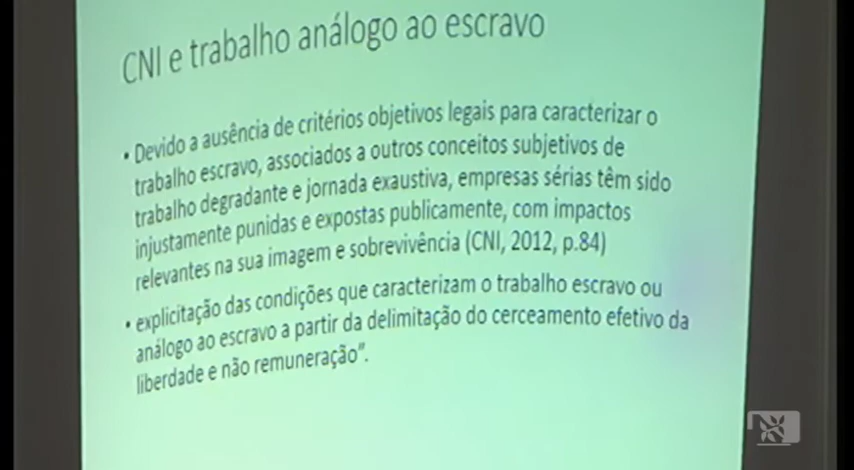 CNI e trabalho análogo ao escravo
• Devido a ausência de critérios objetivos legais para caracterizar o
trabalho escravo, associados a outros conceitos subjetivos de
trabalho degradante e jornada exaustiva, empresas sérias têm sido
injustamente punidas e expostas publicamente, com impactos
relevantes na sua imagem e sobrevivência (CNI, 2012, p.84)
• explicitação das condições que caracterizam o trabalho escravo ou
análogo ao escravo a partir da delimitação do cerceamento efetivo da
liberdade e não remuneração”.